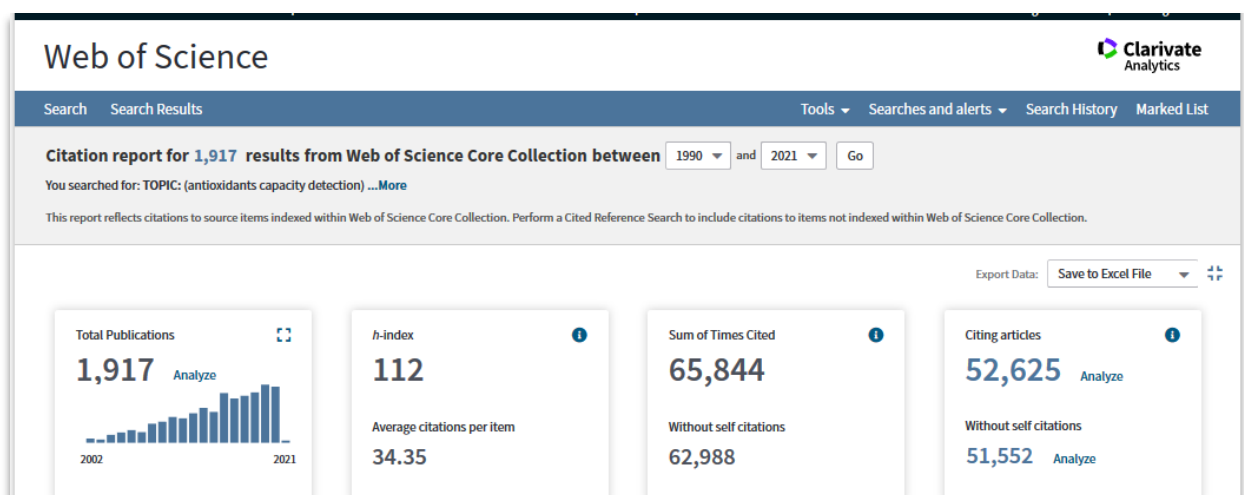 Web of Science
Clarivate
Analytics
Search Search Results Tools Searches and alerts Search History Marked List
Citation report for 1,917 results from Web of Science Core Collection between 1990 and 2021 Go
You searched for: TOPIC: (antioxidants capacity detection) ...More
This report reflects citations to source items indexed within Web of Science Core Collection. Perform a Cited Reference Search to include citations to items not indexed within Web of Science Core Collection.
Export Data: Save to Excel File
Total Publications
1,917 Analyze
2002 2021
h-index
112
Average citations per item
34.35
Sum of Times Cited
65,844
Without self citations
62,988
Citing articles
52,625 Analyze
Without self citations
51,552 Analyze